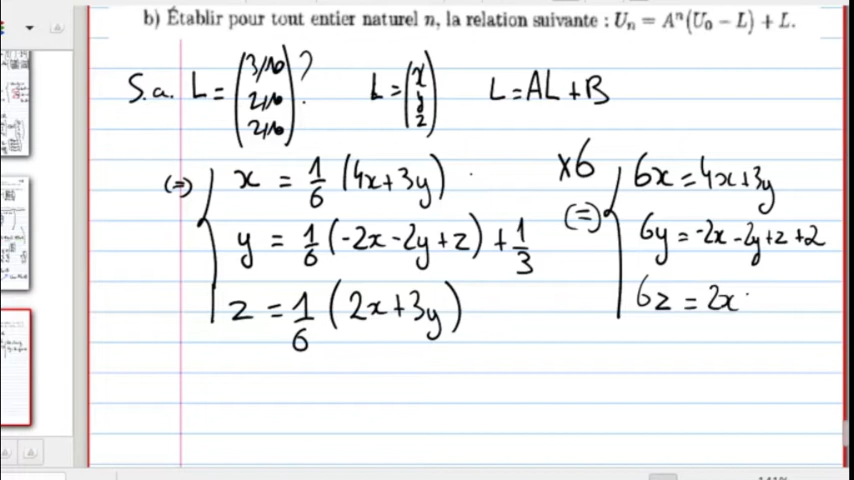 b) Établir pour tout entier naturel n, la relation suivante : Uₙ = Aⁿ(U₀ − L) + L.
S.a. L = (3/10 2/10 2/10) ? L = (x y z) L = AL + B
(=) { x = 1/6 (4x+3y) . ×6 (=) { 6x = 4x+3y
y = 1/6 (-2x-2y+z) + 1/3 6y = -2x-2y+z+2
z = 1/6 (2x+3y) 6z = 2x